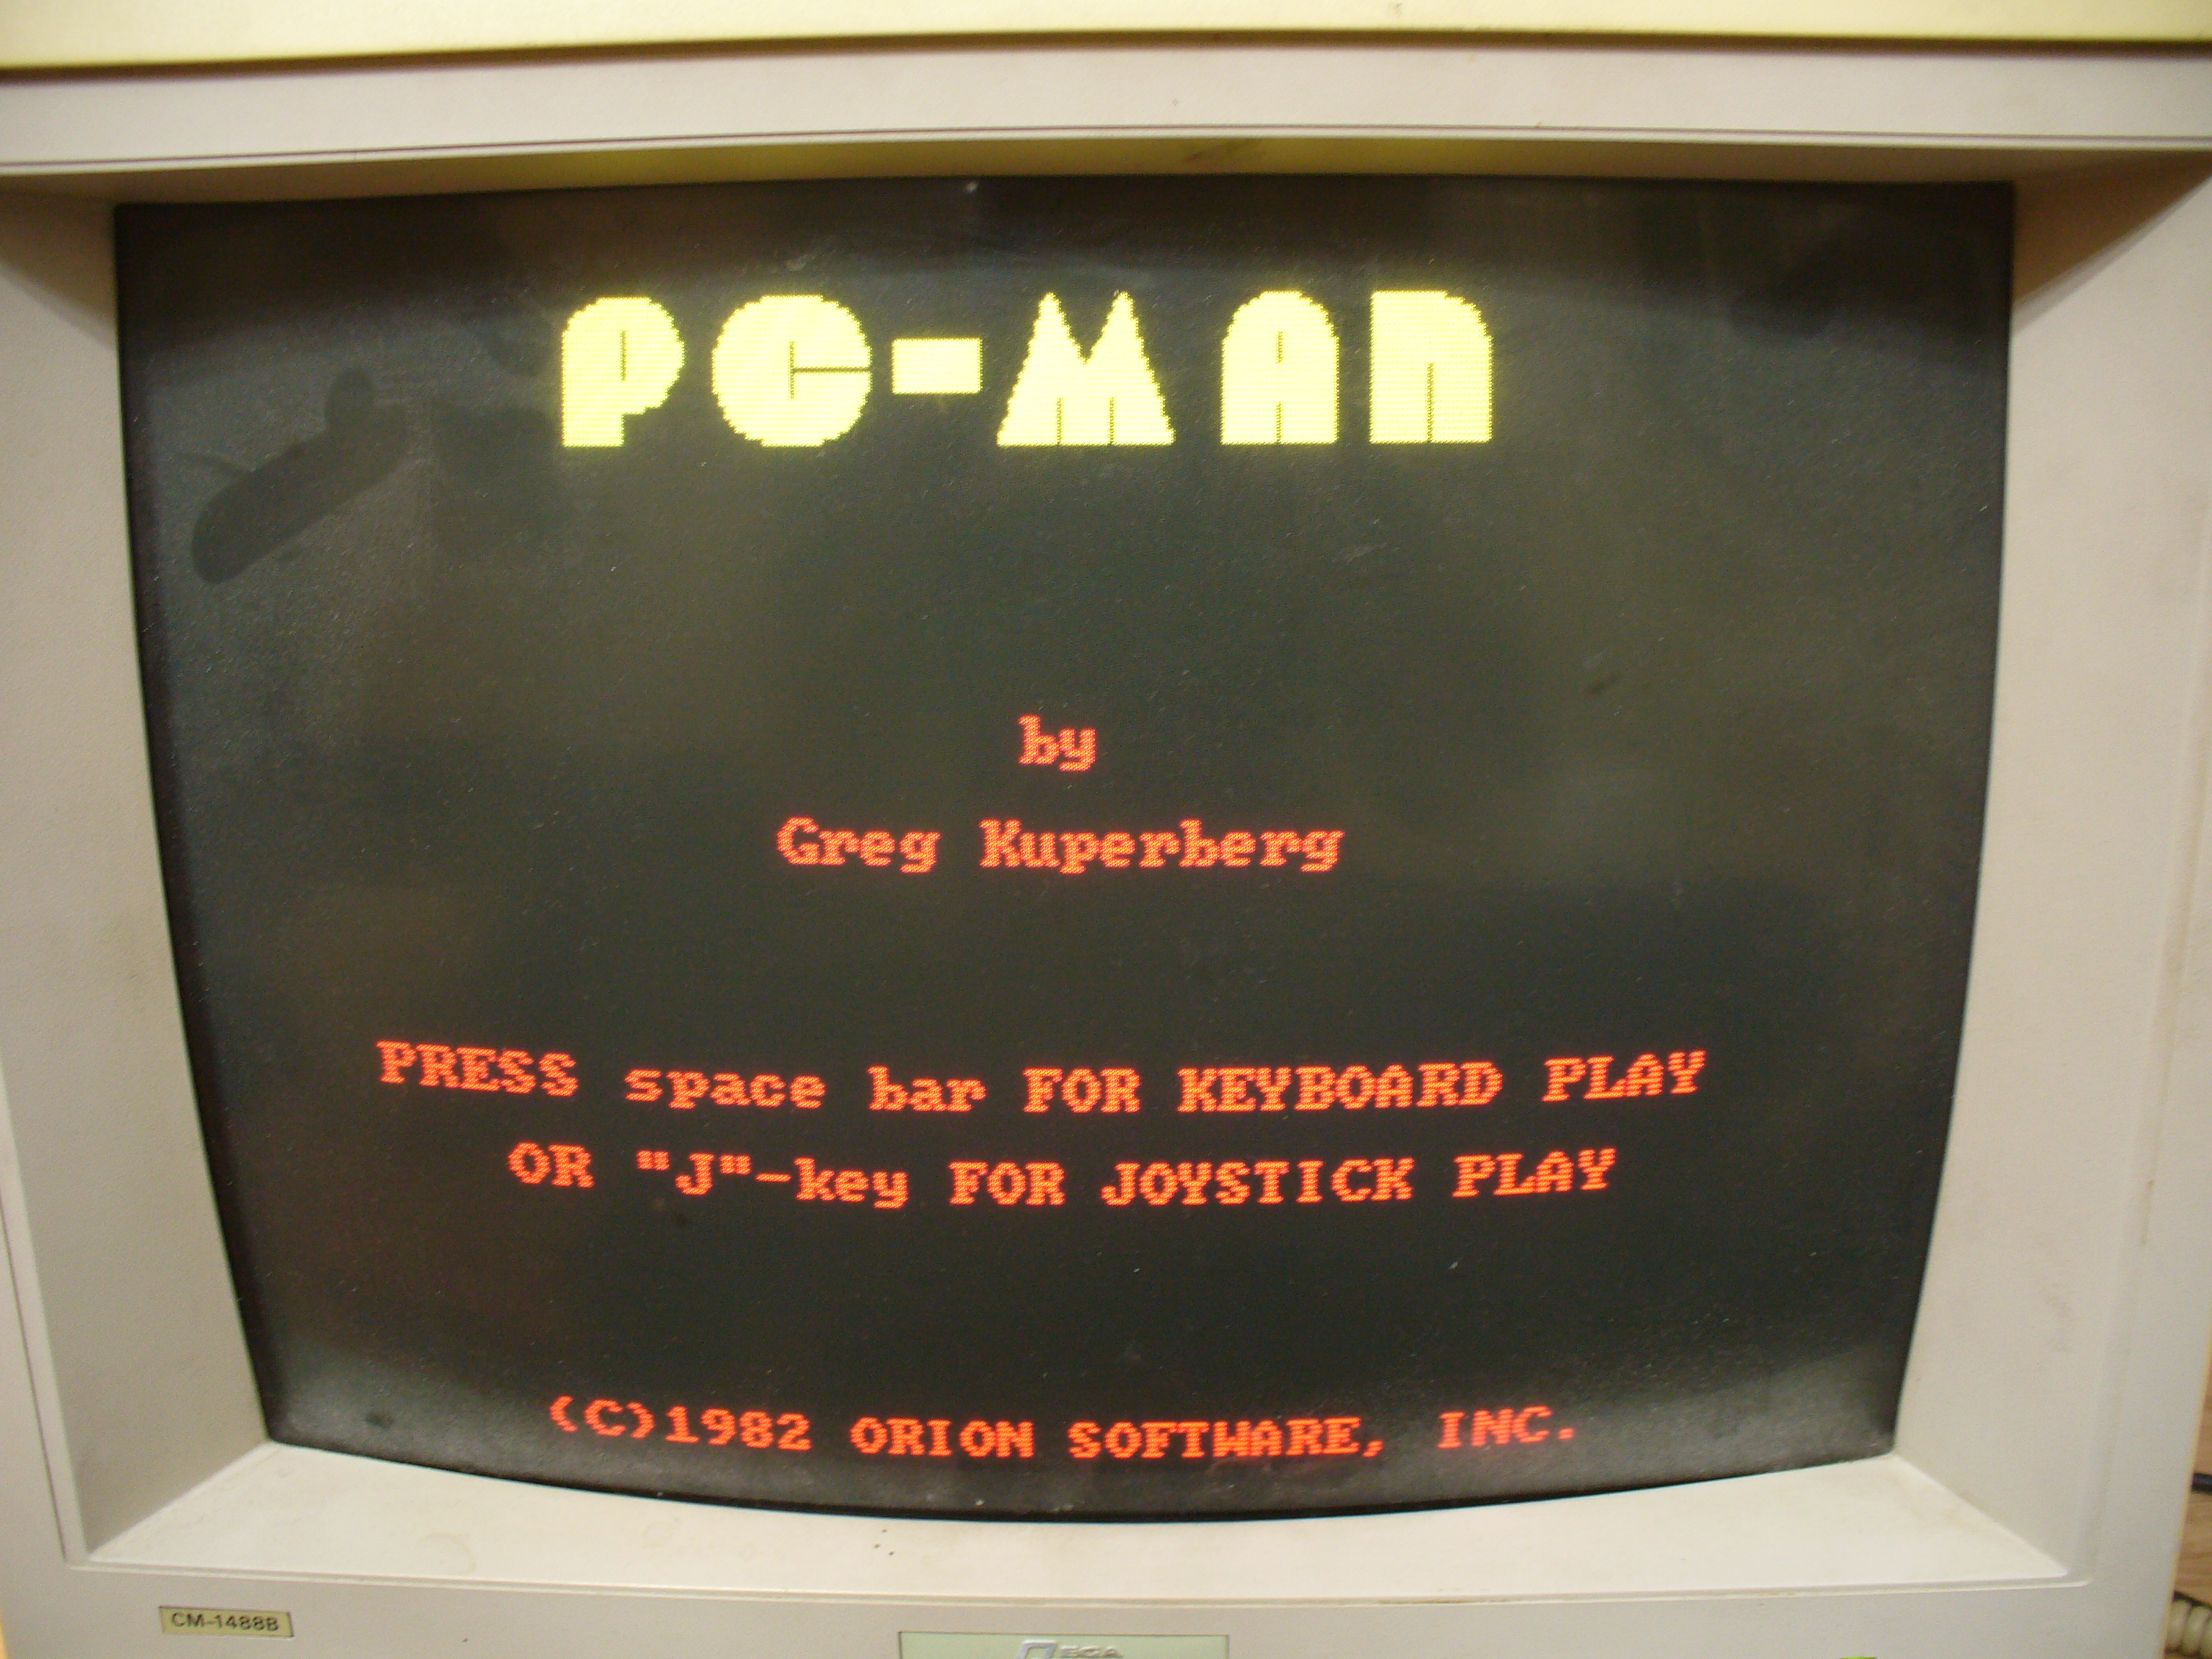 PC-MAN
by
Greg Kuperberg
PRESS space bar FOR KEYBOARD PLAY
OR "J"-key FOR JOYSTICK PLAY
(C)1982 ORION SOFTWARE, INC.
CM-1488B